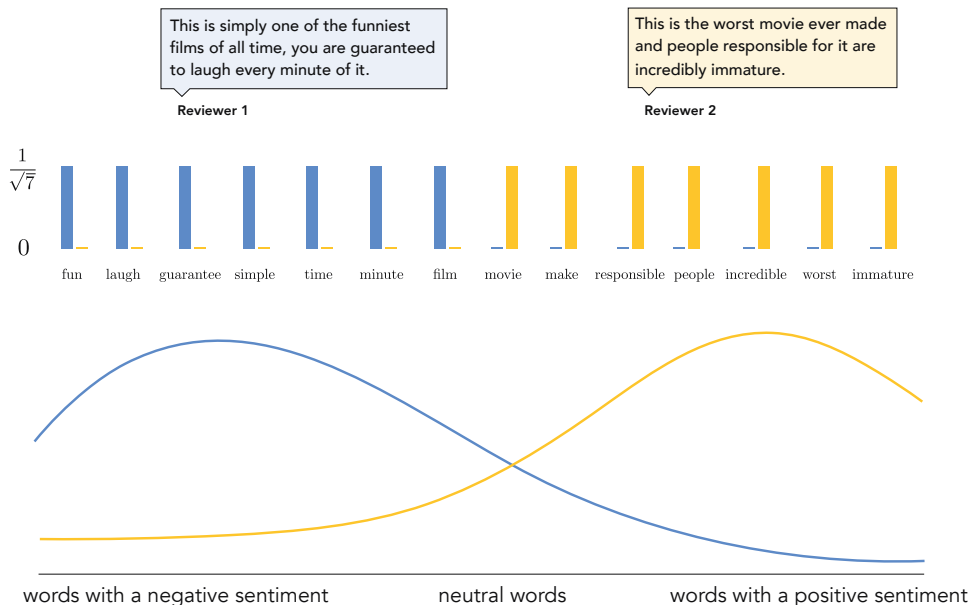 This is simply one of the funniest
films of all time, you are guaranteed
to laugh every minute of it.
Reviewer 1
This is the worst movie ever made
and people responsible for it are
incredibly immature.
Reviewer 2
1
√7
0
fun laugh guarantee simple time minute film movie make responsible people incredible worst immature
words with a negative sentiment neutral words words with a positive sentiment